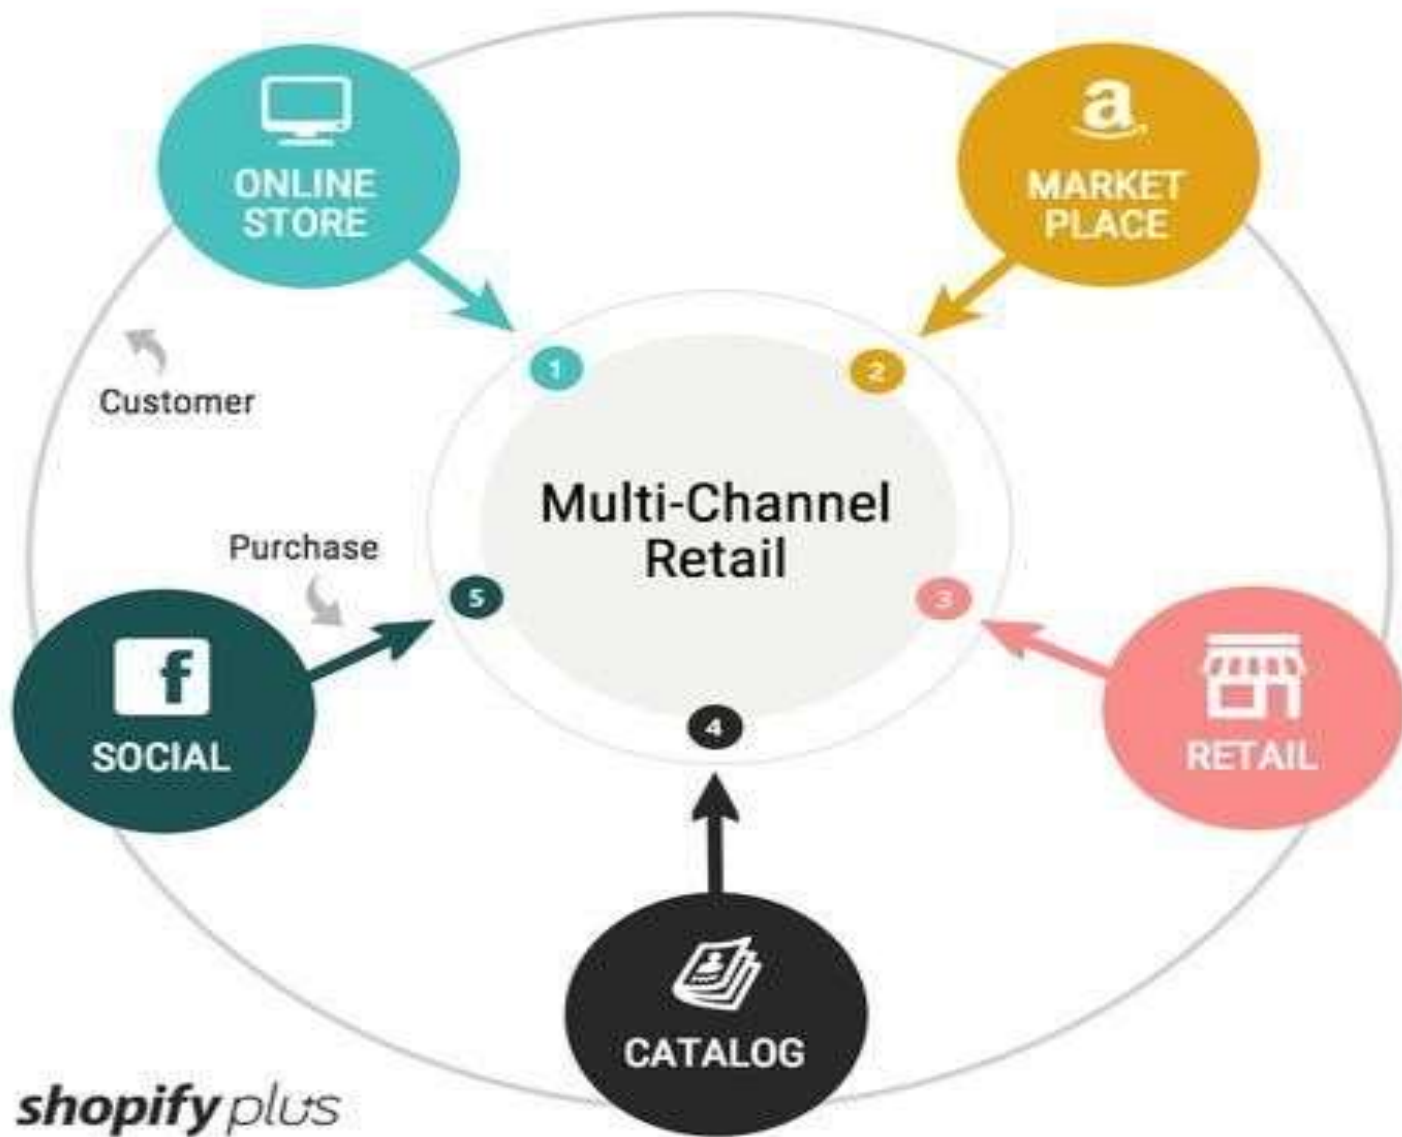 ONLINE
STORE
a
MARKET
PLACE
1
2
Customer
Multi-Channel
Retail
Purchase
5
3
f
SOCIAL
RETAIL
4
CATALOG
shopify plus